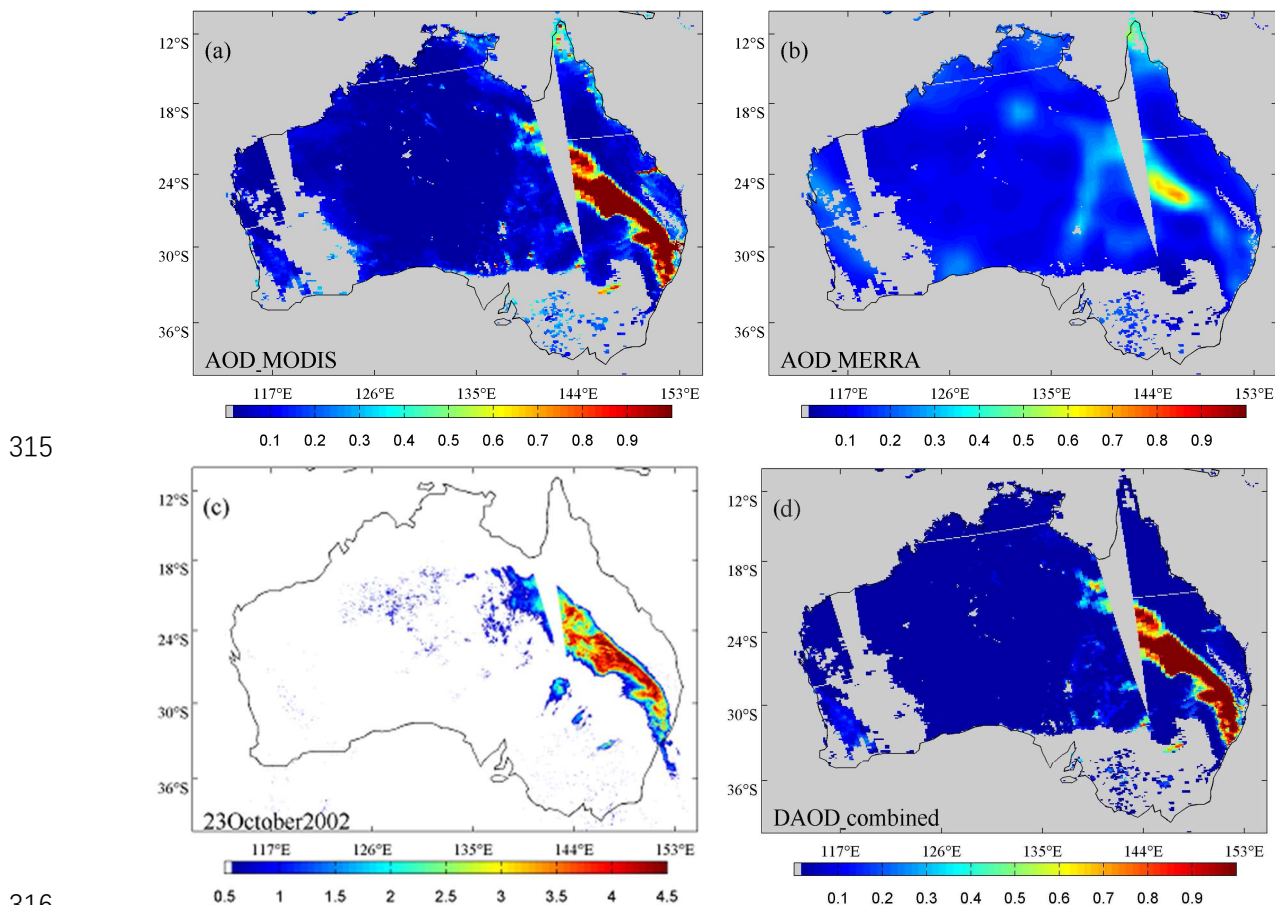 (a)
12°S
18°S
24°S
30°S
36°S
AOD_MODIS
117°E 126°E 135°E 144°E 153°E
0.1 0.2 0.3 0.4 0.5 0.6 0.7 0.8 0.9
(b)
12°S
18°S
24°S
30°S
36°S
AOD_MERRA
117°E 126°E 135°E 144°E 153°E
0.1 0.2 0.3 0.4 0.5 0.6 0.7 0.8 0.9
315
(c)
12°S
18°S
24°S
30°S
36°S
23October2002
117°E 126°E 135°E 144°E 153°E
0.5 1 1.5 2 2.5 3 3.5 4 4.5
(d)
12°S
18°S
24°S
30°S
36°S
DAOD_combined
117°E 126°E 135°E 144°E 153°E
0.1 0.2 0.3 0.4 0.5 0.6 0.7 0.8 0.9
316